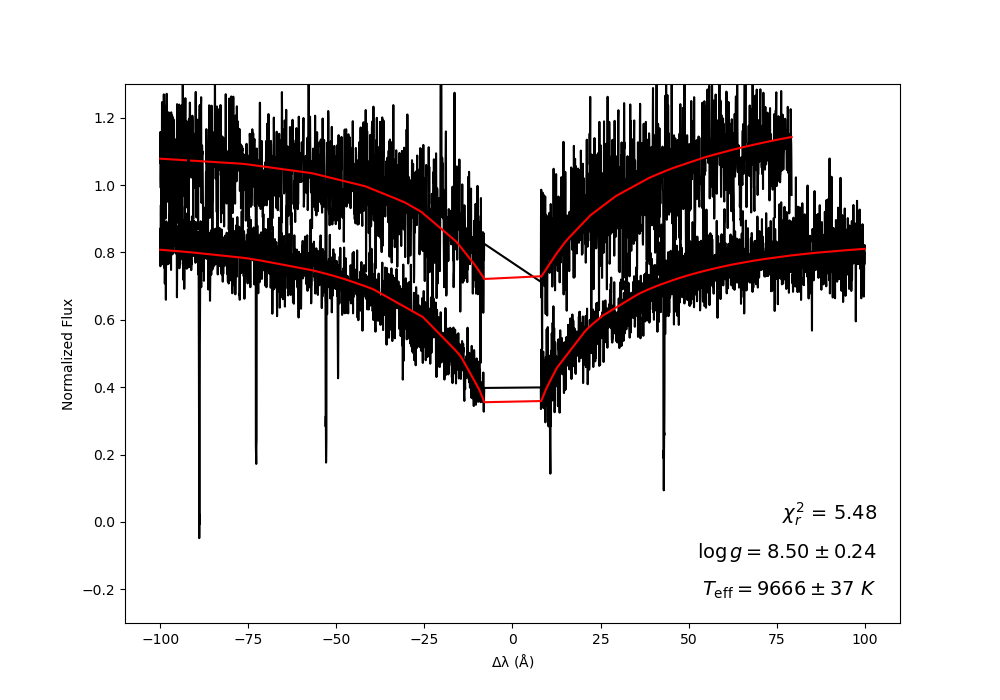 1.2
1.0
0.8
0.6
0.4
0.2
0.0
−0.2
Normalized Flux
χ²ᵣ = 5.48
log g = 8.50 ± 0.24
T_eff = 9666 ± 37 K
−100 −75 −50 −25 0 25 50 75 100
Δλ (Å)